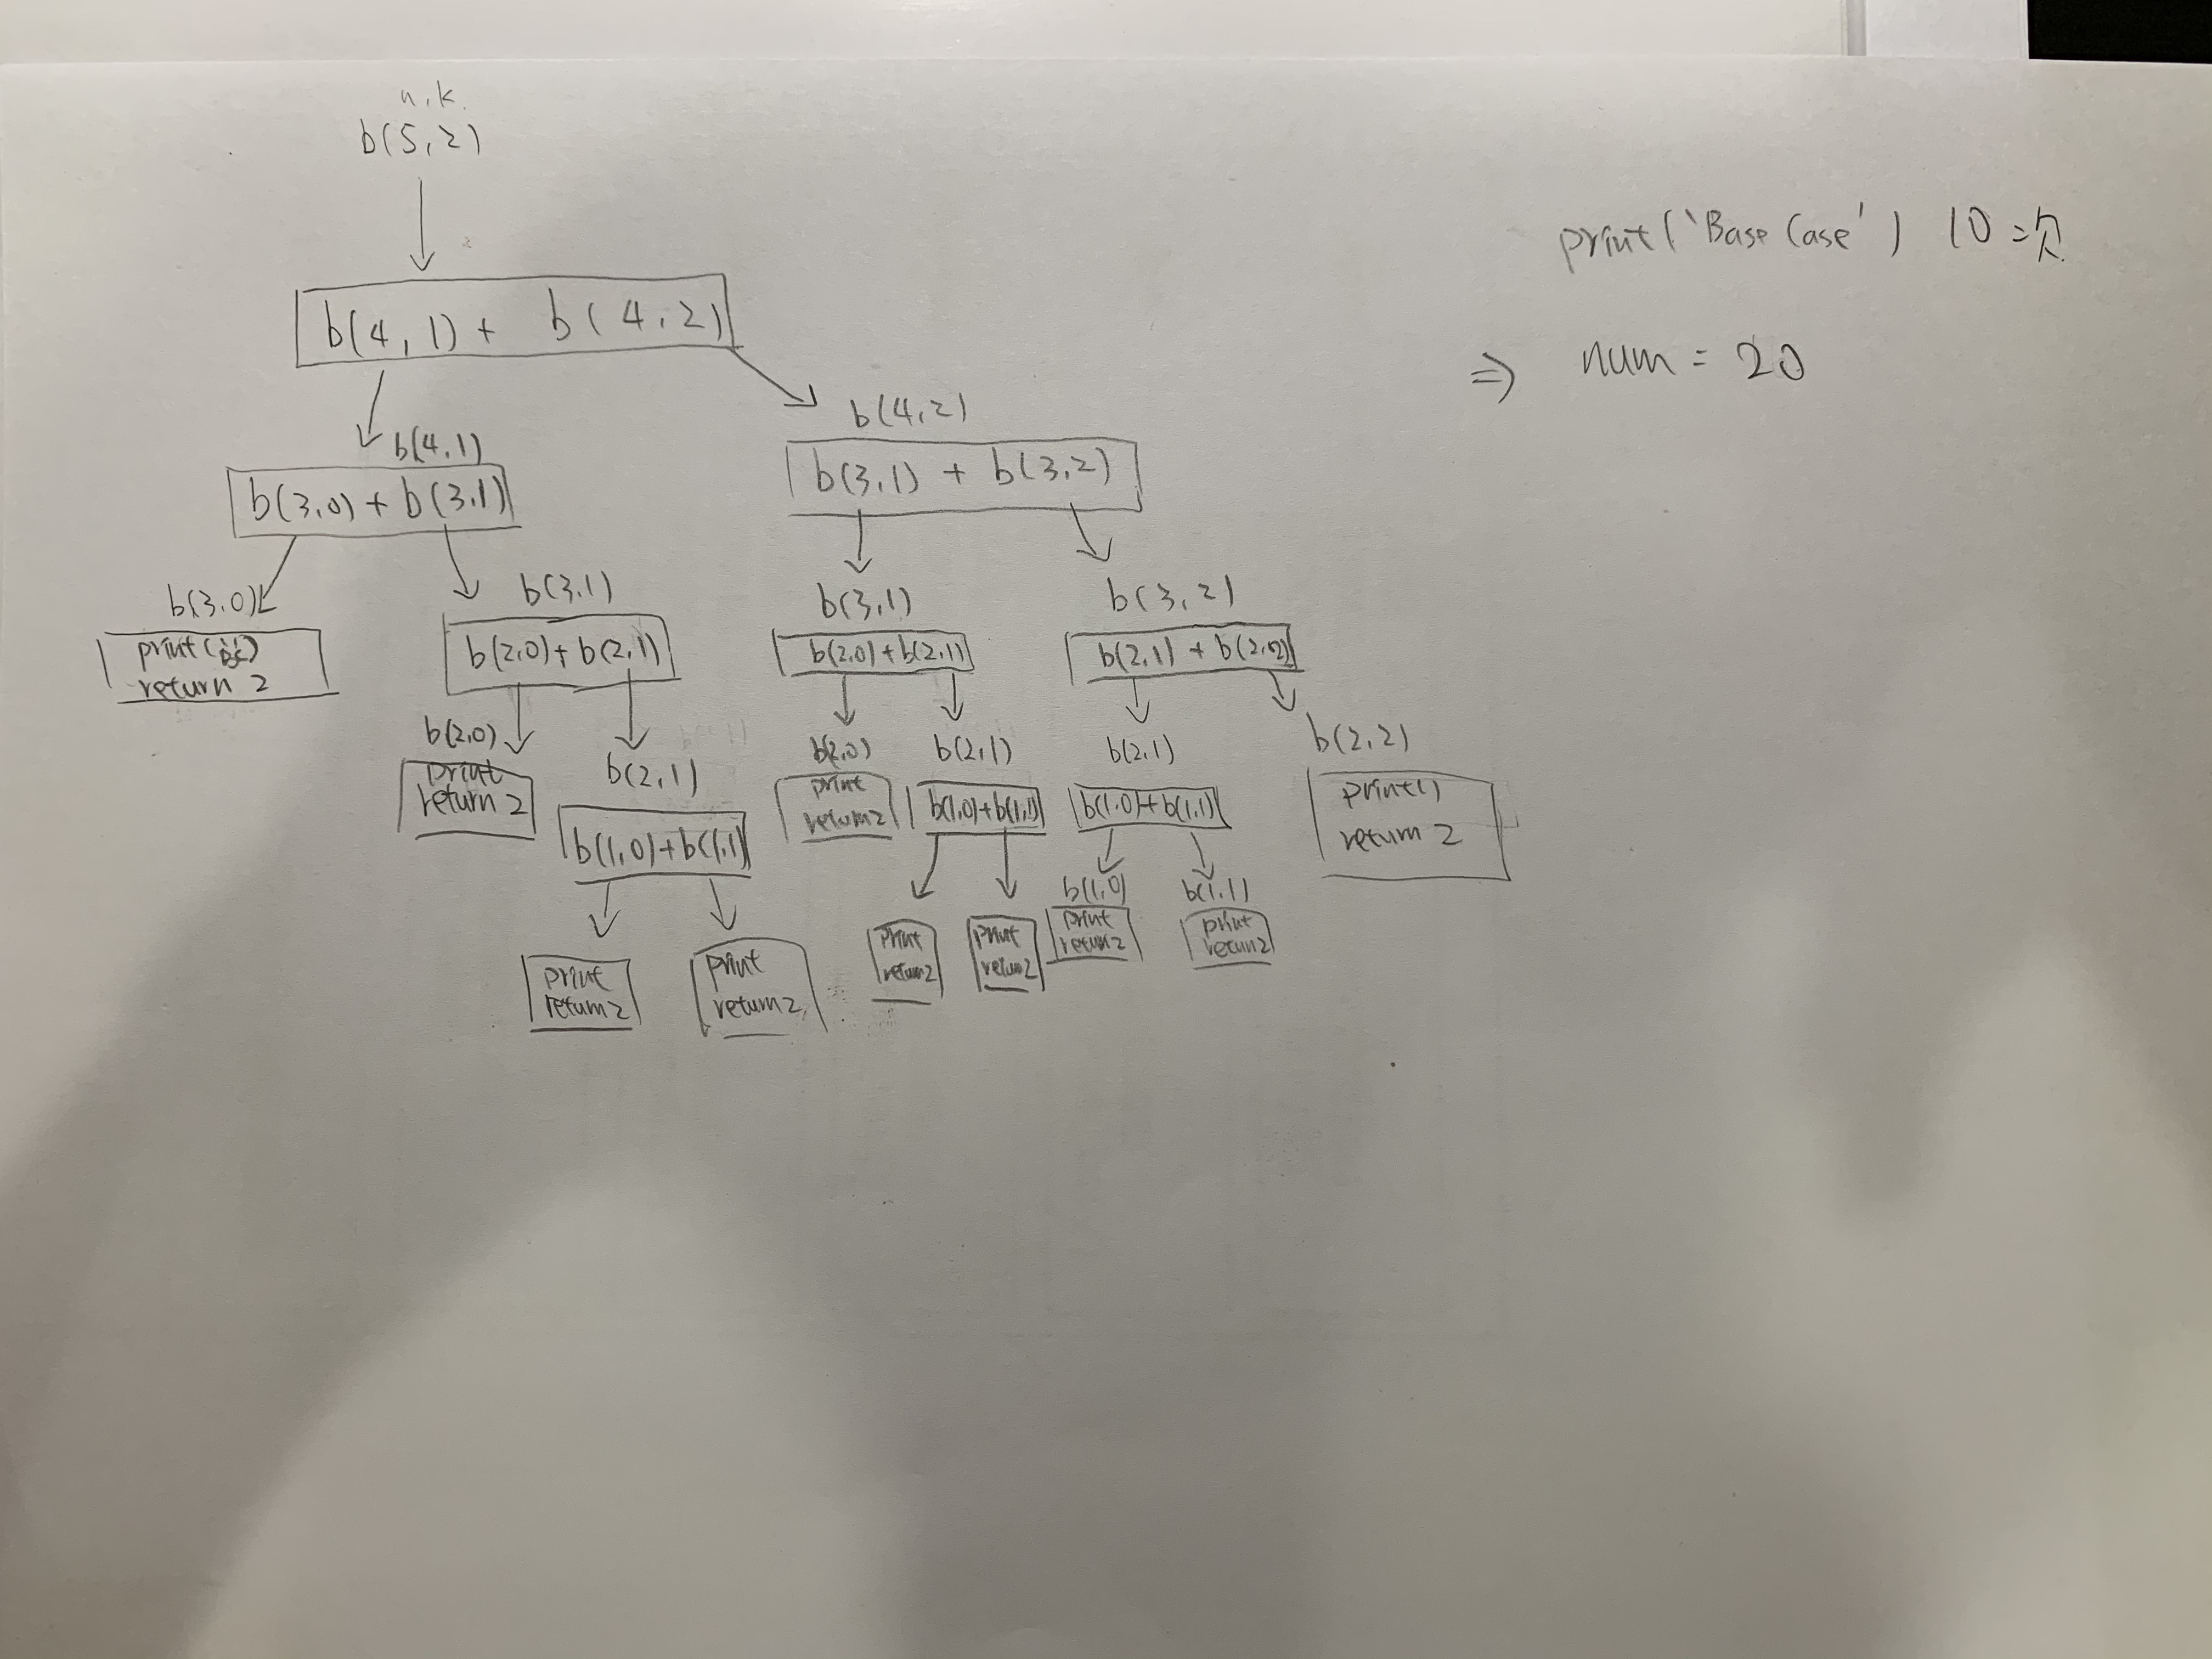 n, k.
b(5,2)
b(4,1) + b(4,2)
b(4,1)
b(3,0) + b(3,1)
b(4,2)
b(3,1) + b(3,2)
b(3,0)
print('BC')
return 2
b(3,1)
b(2,0) + b(2,1)
b(3,1)
b(2,0) + b(2,1)
b(3,2)
b(2,1) + b(2,2)
b(2,0)
print
return 2
b(2,1)
b(1,0) + b(1,1)
b(2,0)
print
return 2
b(2,1)
b(1,0) + b(1,1)
b(2,1)
b(1,0) + b(1,1)
b(2,2)
print()
return 2
print
return 2
print
return 2
print
return 2
print
return 2
b(1,0)
print
return 2
b(1,1)
print
return 2
print('Base Case') 10 = 次
⇒ num = 20